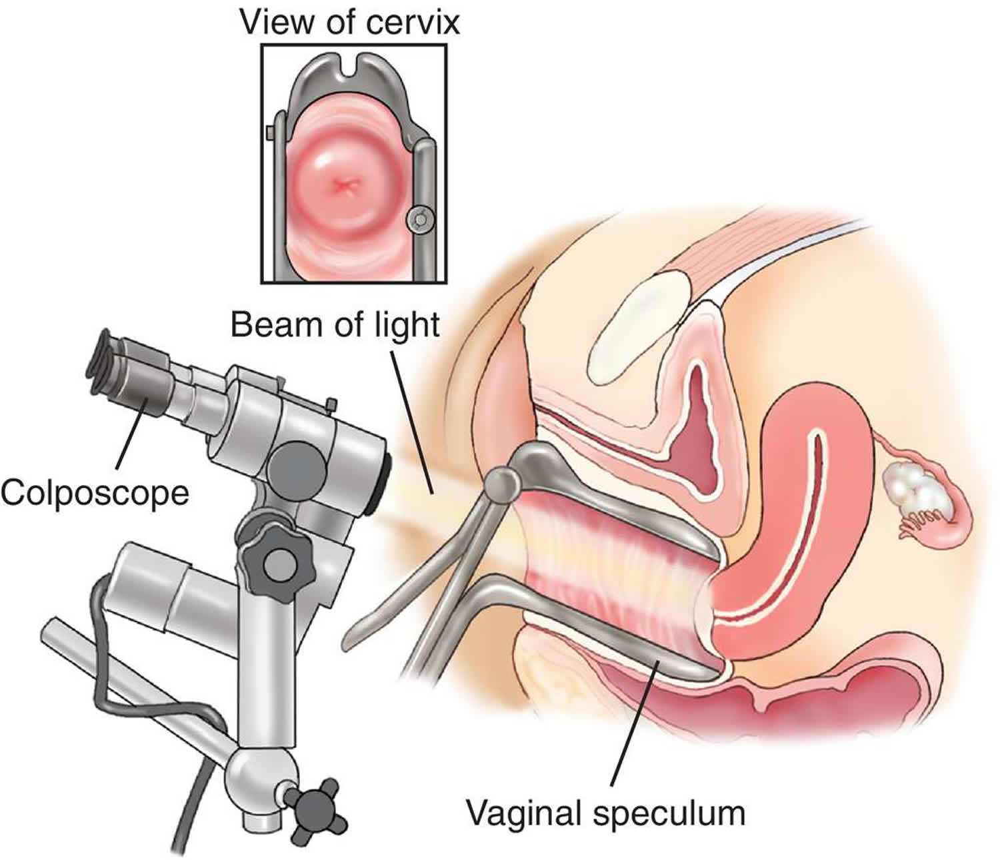 View of cervix
Beam of light
Colposcope
Vaginal speculum